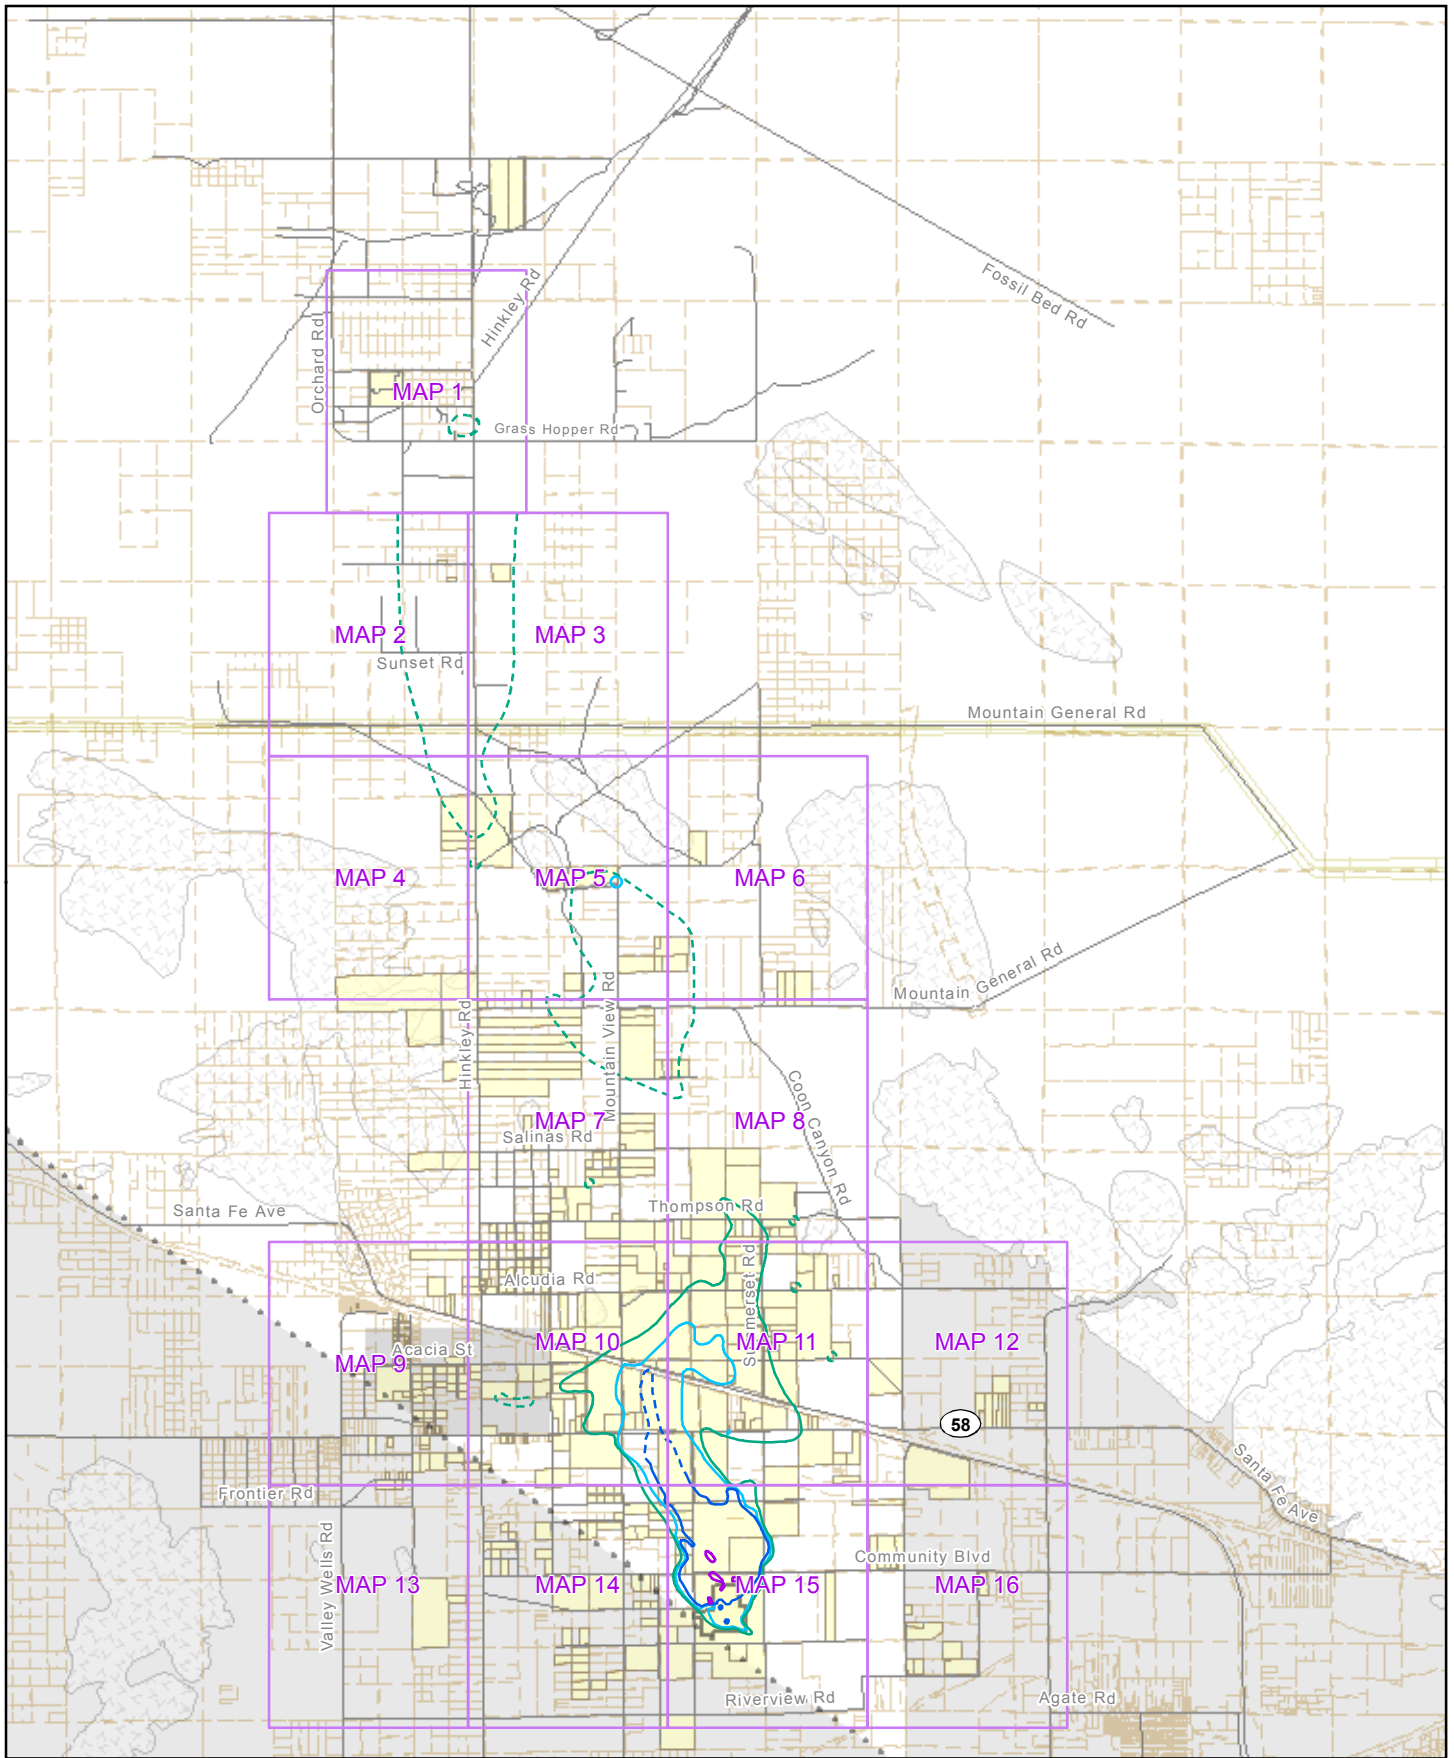 Fossil Bed Rd
Hinkley Rd
Orchard Rd
MAP 1
Grass Hopper Rd
MAP 2
MAP 3
Sunset Rd
Mountain General Rd
MAP 4
MAP 5
MAP 6
Mountain General Rd
Hinkley Rd
Mountain View Rd
Coon Canyon Rd
MAP 7
MAP 8
Salinas Rd
Santa Fe Ave
Thompson Rd
Alcudia Rd
Summerset Rd
MAP 10
MAP 11
MAP 12
Acacia St
MAP 9
58
Santa Fe Ave
Frontier Rd
Valley Wells Rd
Community Blvd
MAP 13
MAP 14
MAP 15
MAP 16
Riverview Rd
Agate Rd